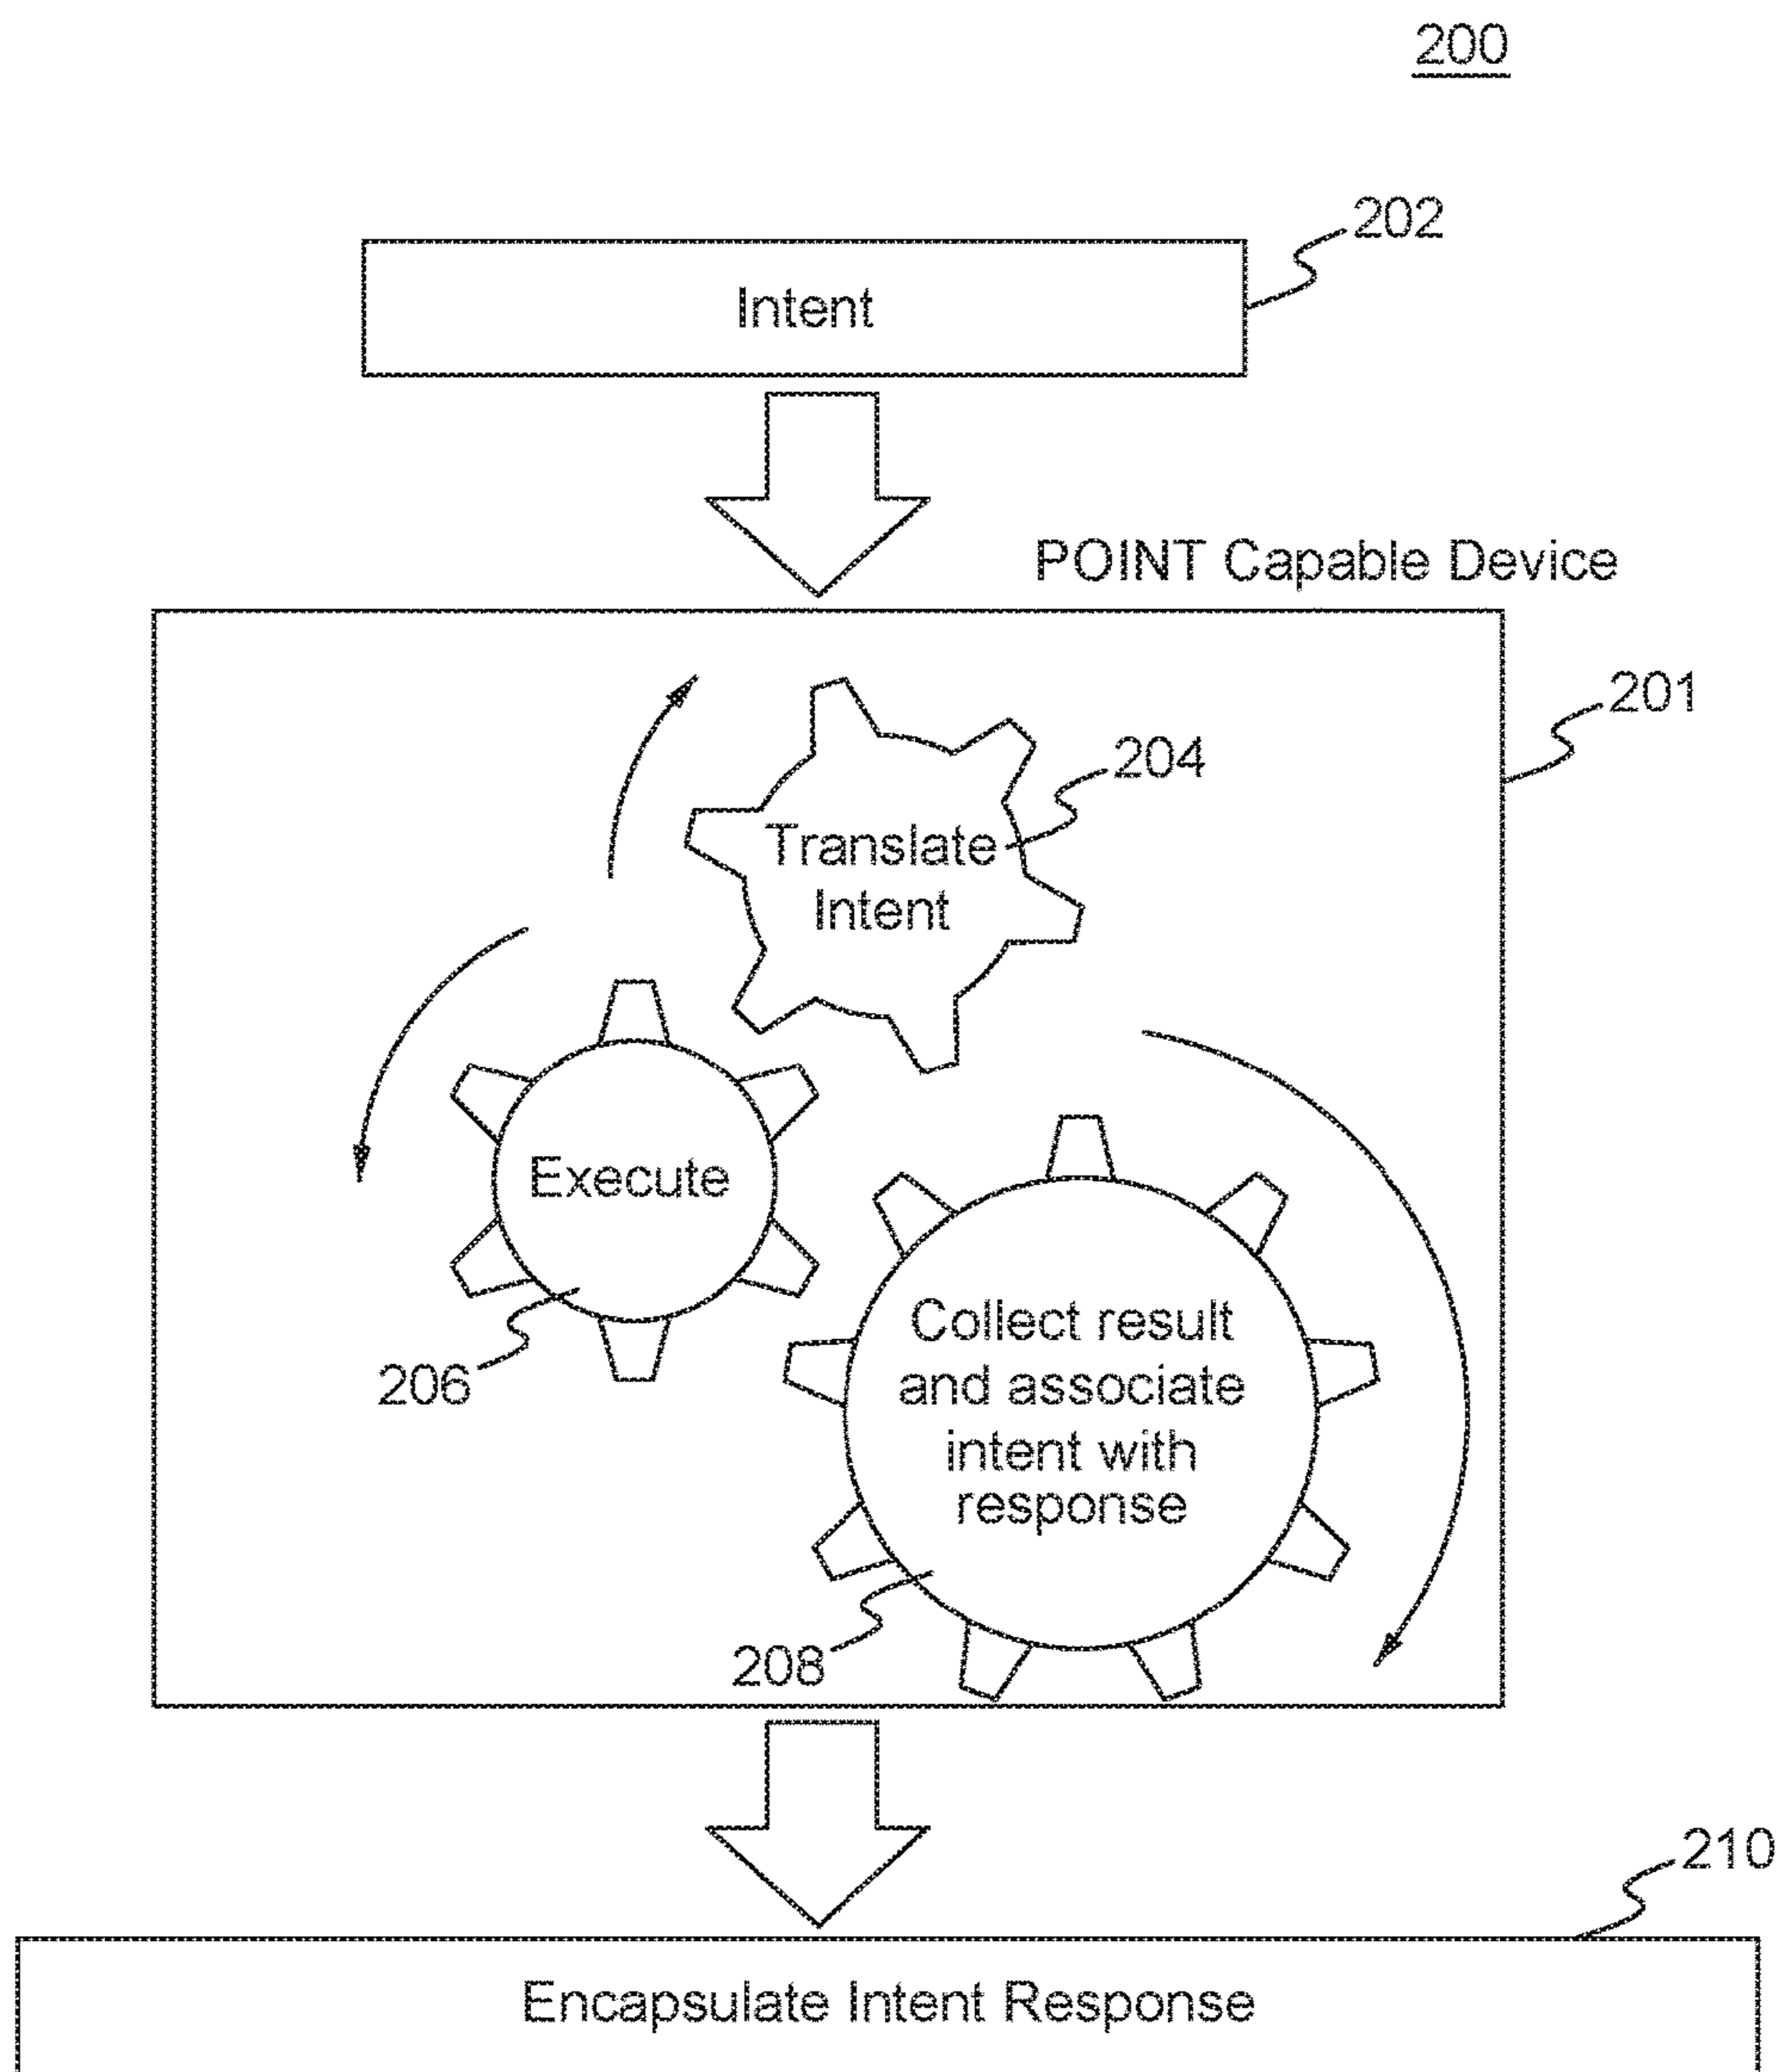 200
202
Intent
POINT Capable Device
201
204
Translate
Intent
Execute
Collect result
and associate
intent with
response
206
208
210
Encapsulate Intent Response